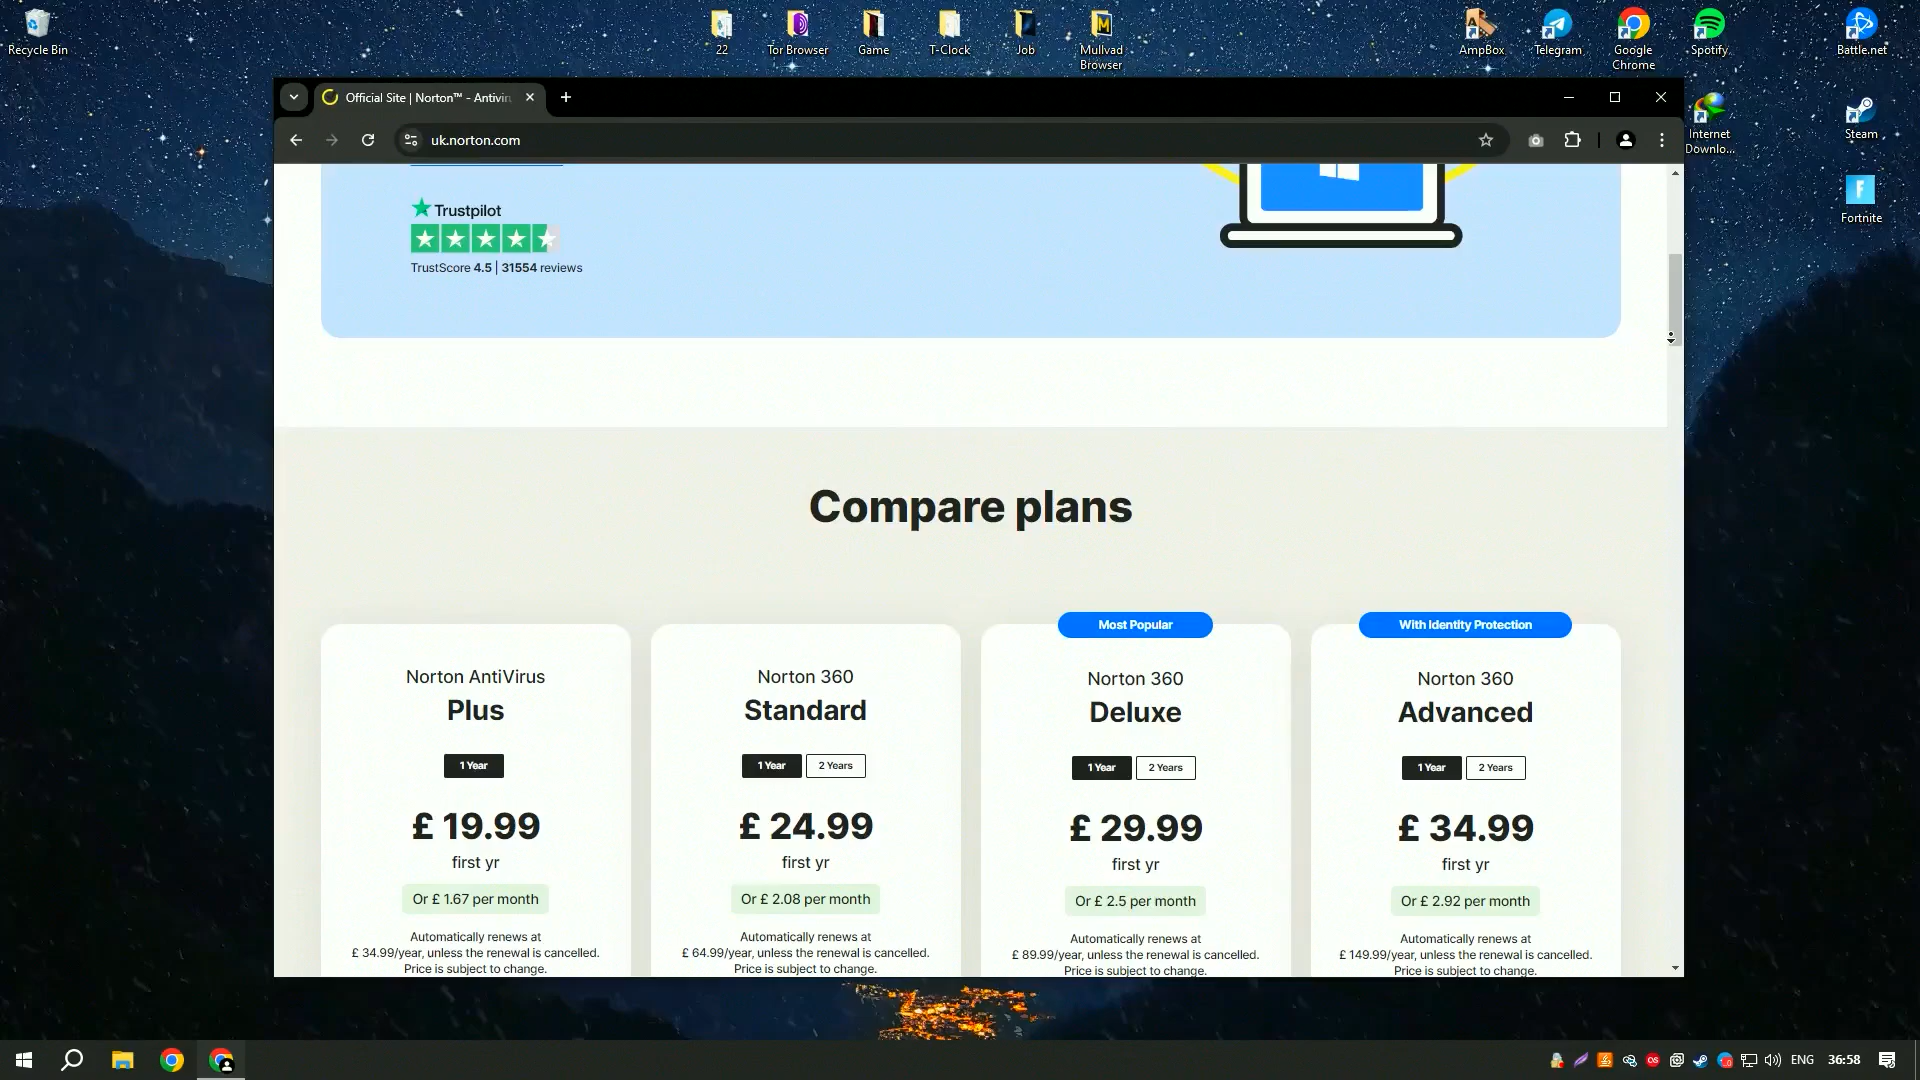 Recycle Bin
22
Tor Browser
Game
T-Clock
Job
Mullvad
Browser
AmpBox
Telegram
Google
Chrome
Spotify
Battle.net
Internet
Downlo...
Steam
Fortnite
Official Site | Norton™ - Antiviru
uk.norton.com
Trustpilot
TrustScore 4.5 | 31554 reviews
Compare plans
Norton AntiVirus
Plus
1 Year
£ 19.99
first yr
Or £ 1.67 per month
Automatically renews at
£ 34.99/year, unless the renewal is cancelled.
Price is subject to change.
Norton 360
Standard
1 Year
2 Years
£ 24.99
first yr
Or £ 2.08 per month
Automatically renews at
£ 64.99/year, unless the renewal is cancelled.
Price is subject to change.
Most Popular
Norton 360
Deluxe
1 Year
2 Years
£ 29.99
first yr
Or £ 2.5 per month
Automatically renews at
£ 89.99/year, unless the renewal is cancelled.
Price is subject to change.
With Identity Protection
Norton 360
Advanced
1 Year
2 Years
£ 34.99
first yr
Or £ 2.92 per month
Automatically renews at
£ 149.99/year, unless the renewal is cancelled.
Price is subject to change.
ENG
36:58